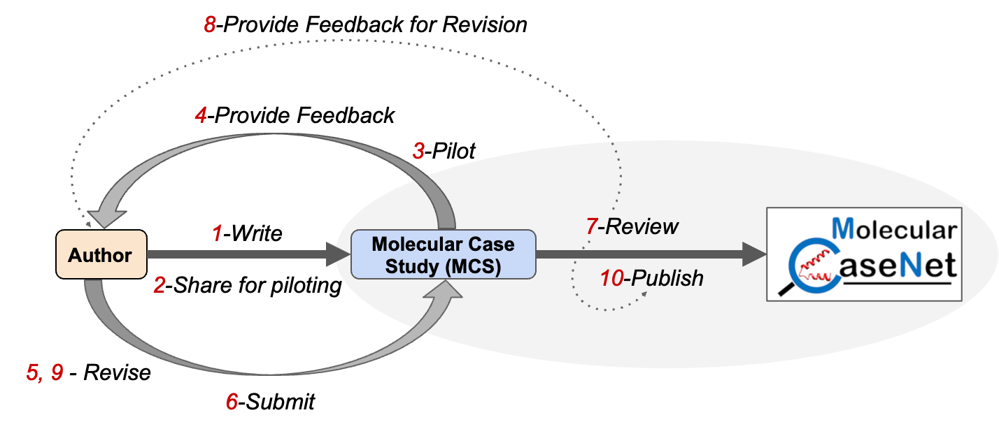 8-Provide Feedback for Revision
4-Provide Feedback
3-Pilot
1-Write
Author
2-Share for piloting
Molecular Case
Study (MCS)
7-Review
10-Publish
Molecular
CaseNet
5, 9 - Revise
6-Submit